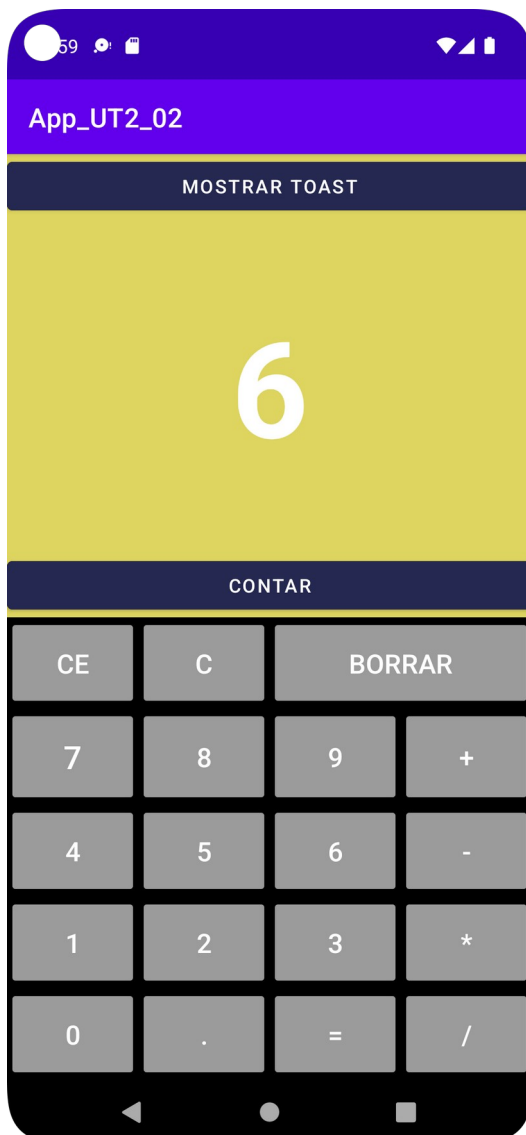 59
App_UT2_02
MOSTRAR TOAST
6
CONTAR
CE C BORRAR
7 8 9 +
4 5 6 -
1 2 3 *
0 . = /